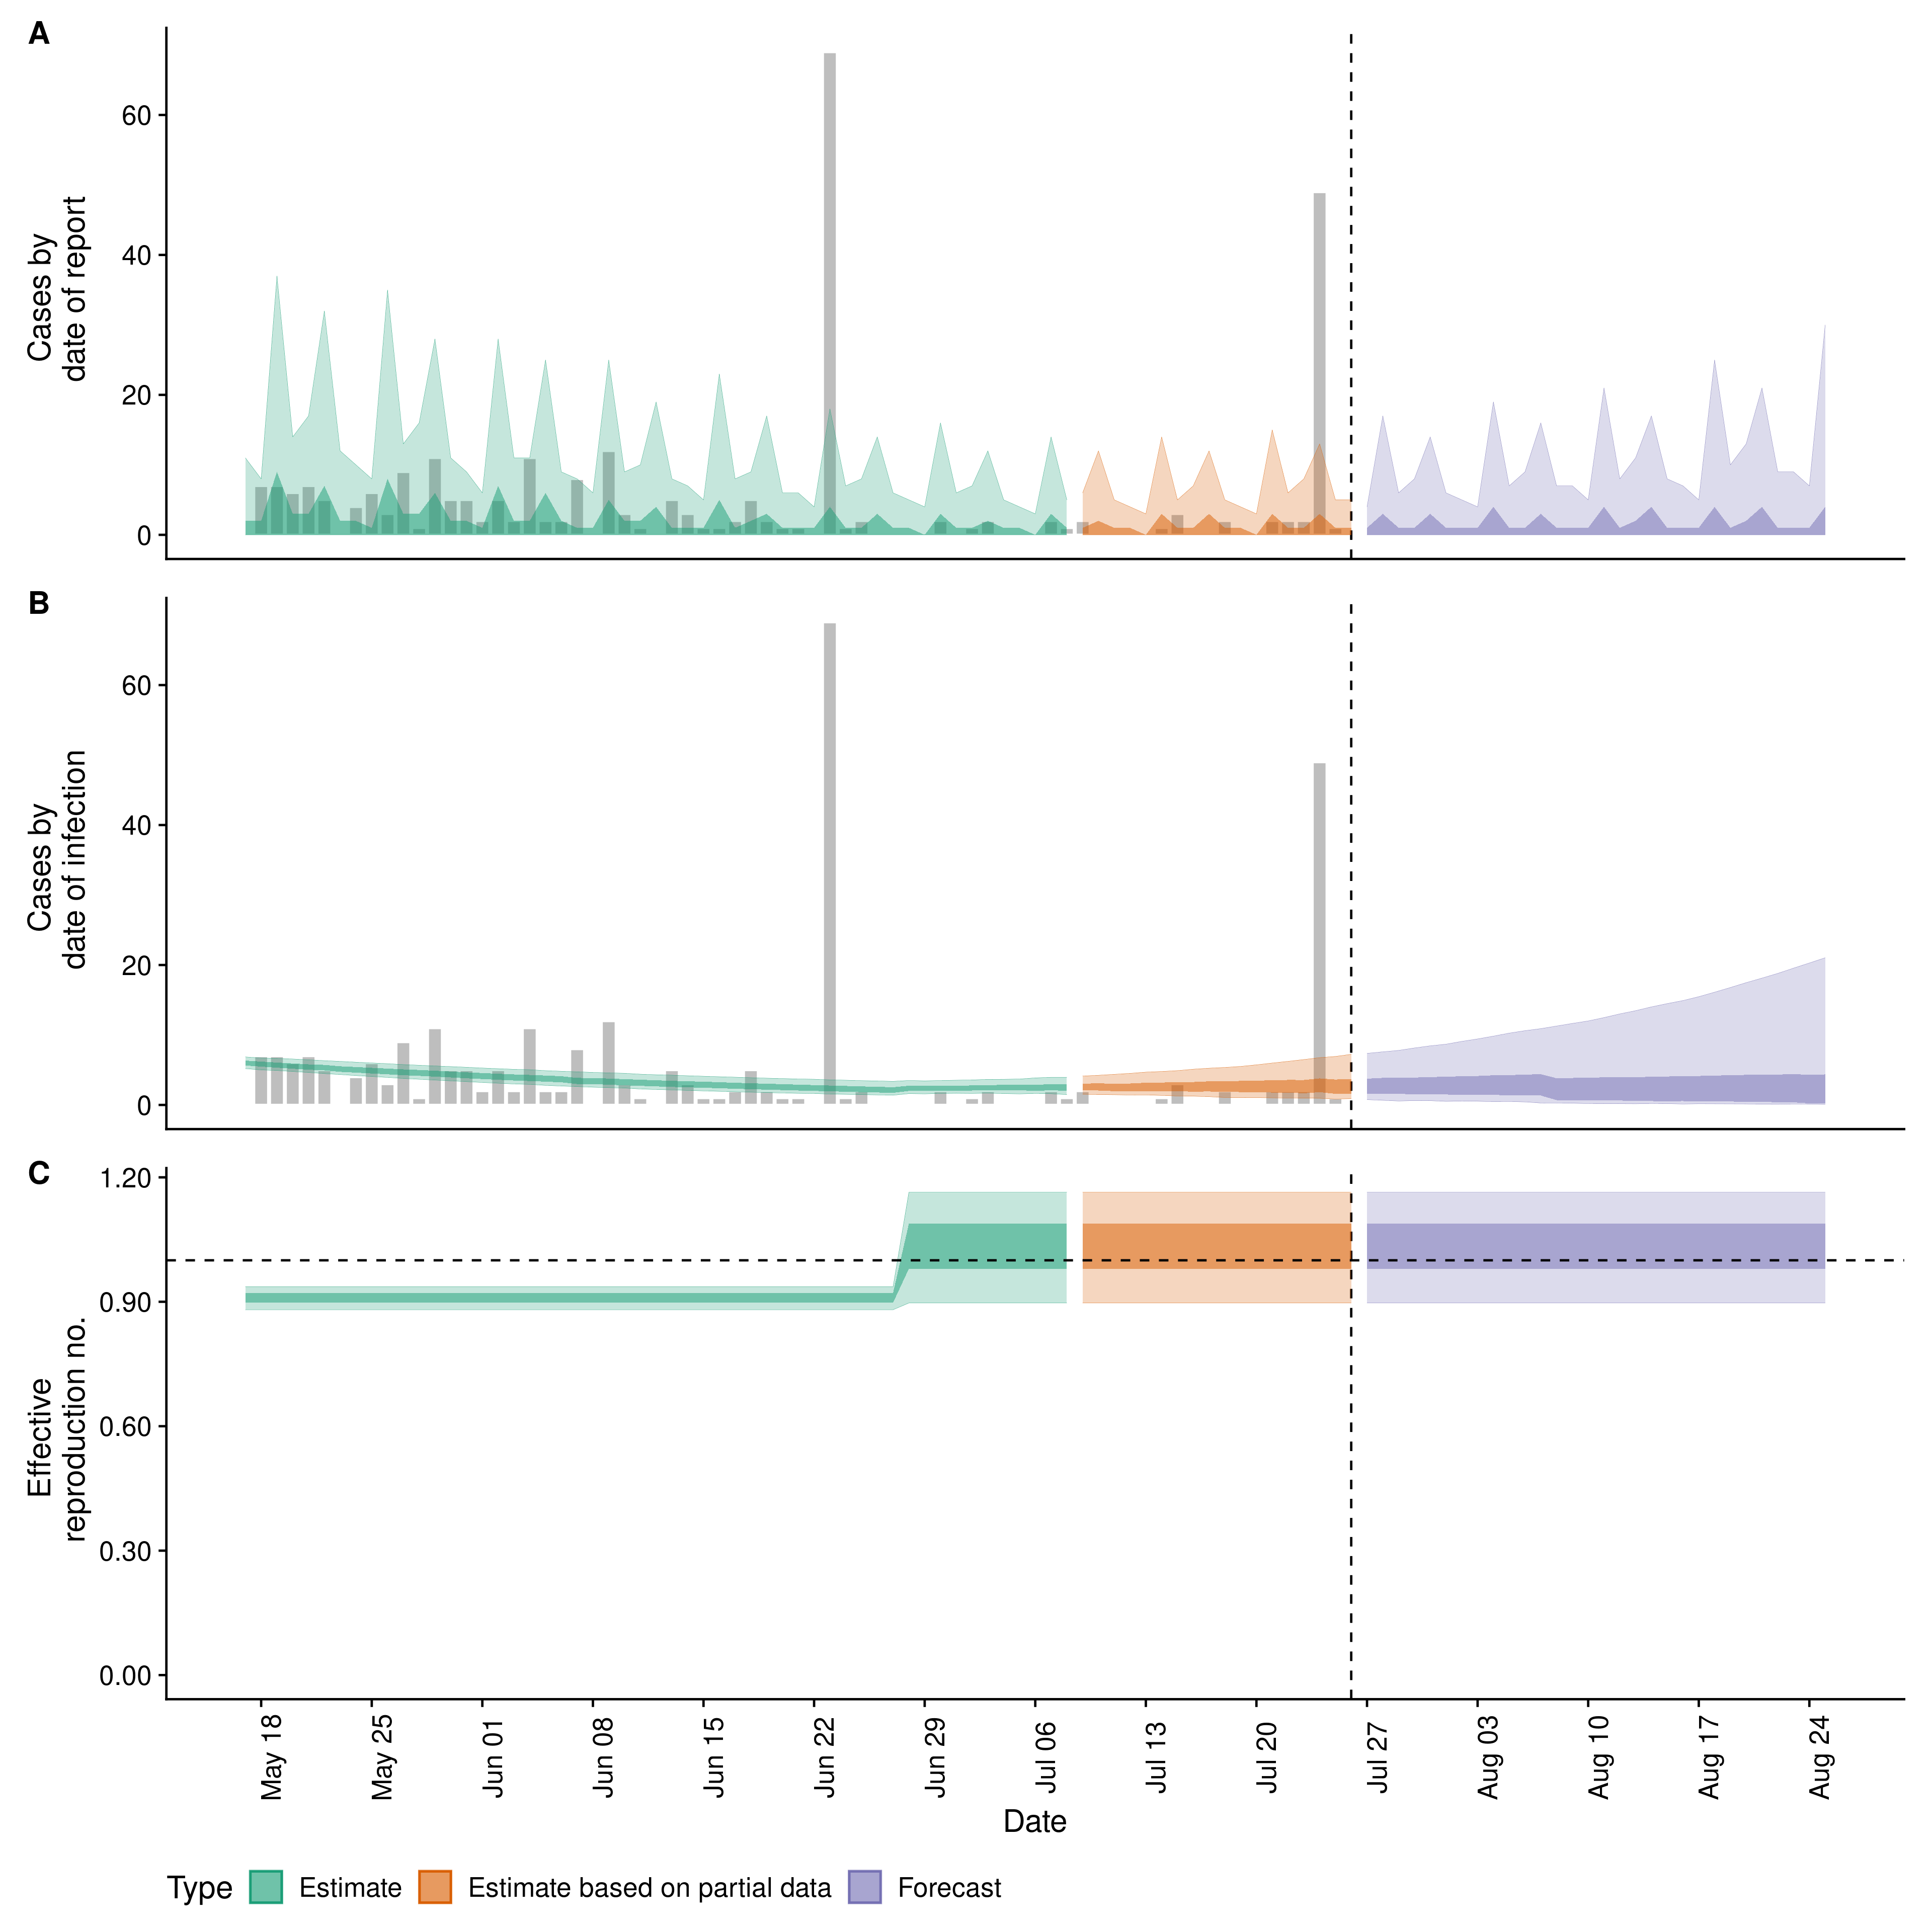 A
Cases by
date of report
60
40
20
0
B
Cases by
date of infection
60
40
20
0
C
Effective
reproduction no.
1.20
0.90
0.60
0.30
0.00
May 18
May 25
Jun 01
Jun 08
Jun 15
Jun 22
Jun 29
Jul 06
Jul 13
Jul 20
Jul 27
Aug 03
Aug 10
Aug 17
Aug 24
Date
Type Estimate Estimate based on partial data Forecast